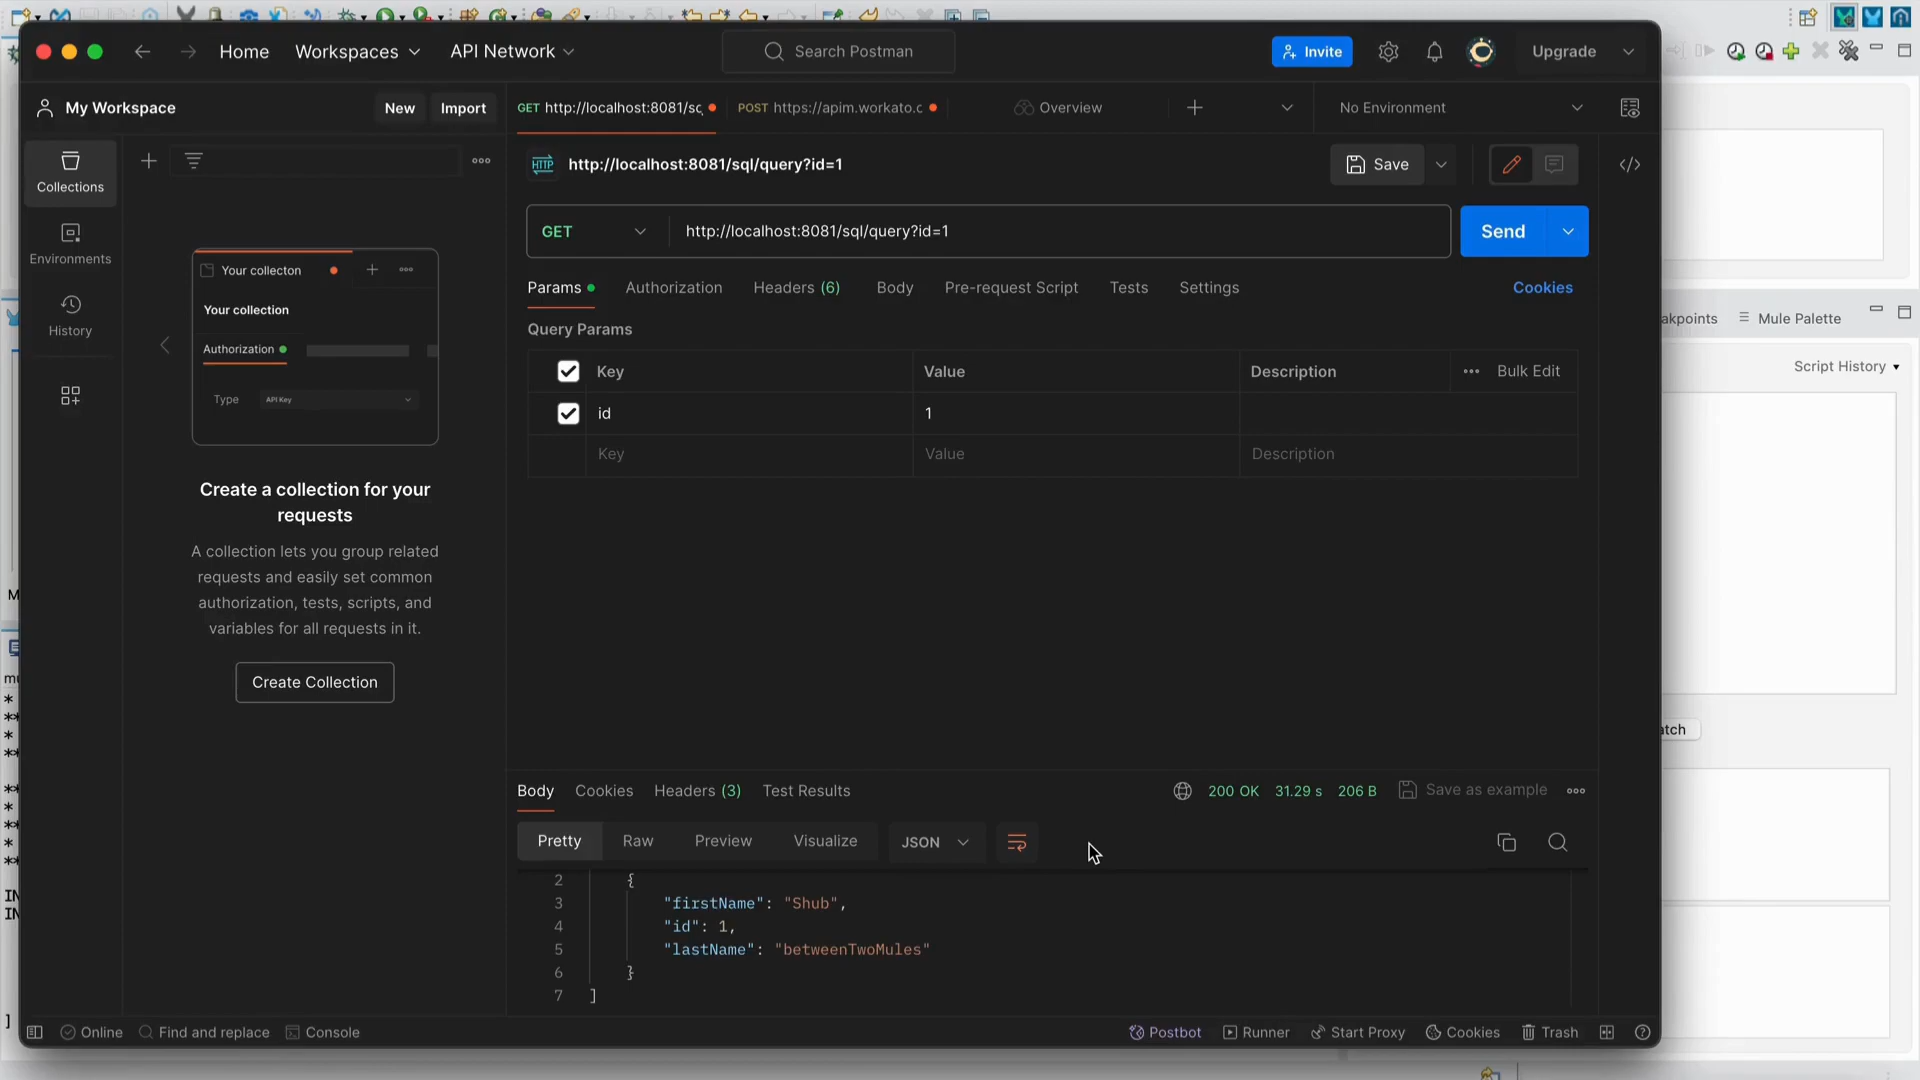 Home
Workspaces
API Network
Search Postman
Invite
Upgrade
My Workspace
New
Import
GET http://localhost:8081/sc
POST https://apim.workato.c
Overview
No Environment
Collections
Environments
History
HTTP
http://localhost:8081/sql/query?id=1
Save
GET
http://localhost:8081/sql/query?id=1
Send
Params
Authorization
Headers (6)
Body
Pre-request Script
Tests
Settings
Cookies
Query Params
Key
Value
Description
Bulk Edit
id
1
Key
Value
Description
Your collecton
Your collection
Authorization
Type
API Key
Create a collection for your
requests
A collection lets you group related
requests and easily set common
authorization, tests, scripts, and
variables for all requests in it.
Create Collection
akpoints
Mule Palette
Script History
atch
Body
Cookies
Headers (3)
Test Results
200 OK
31.29 s
206 B
Save as example
Pretty
Raw
Preview
Visualize
JSON
2 {
3 "firstName": "Shub",
4 "id": 1,
5 "lastName": "betweenTwoMules"
6 }
7 ]
Online
Find and replace
Console
Postbot
Runner
Start Proxy
Cookies
Trash